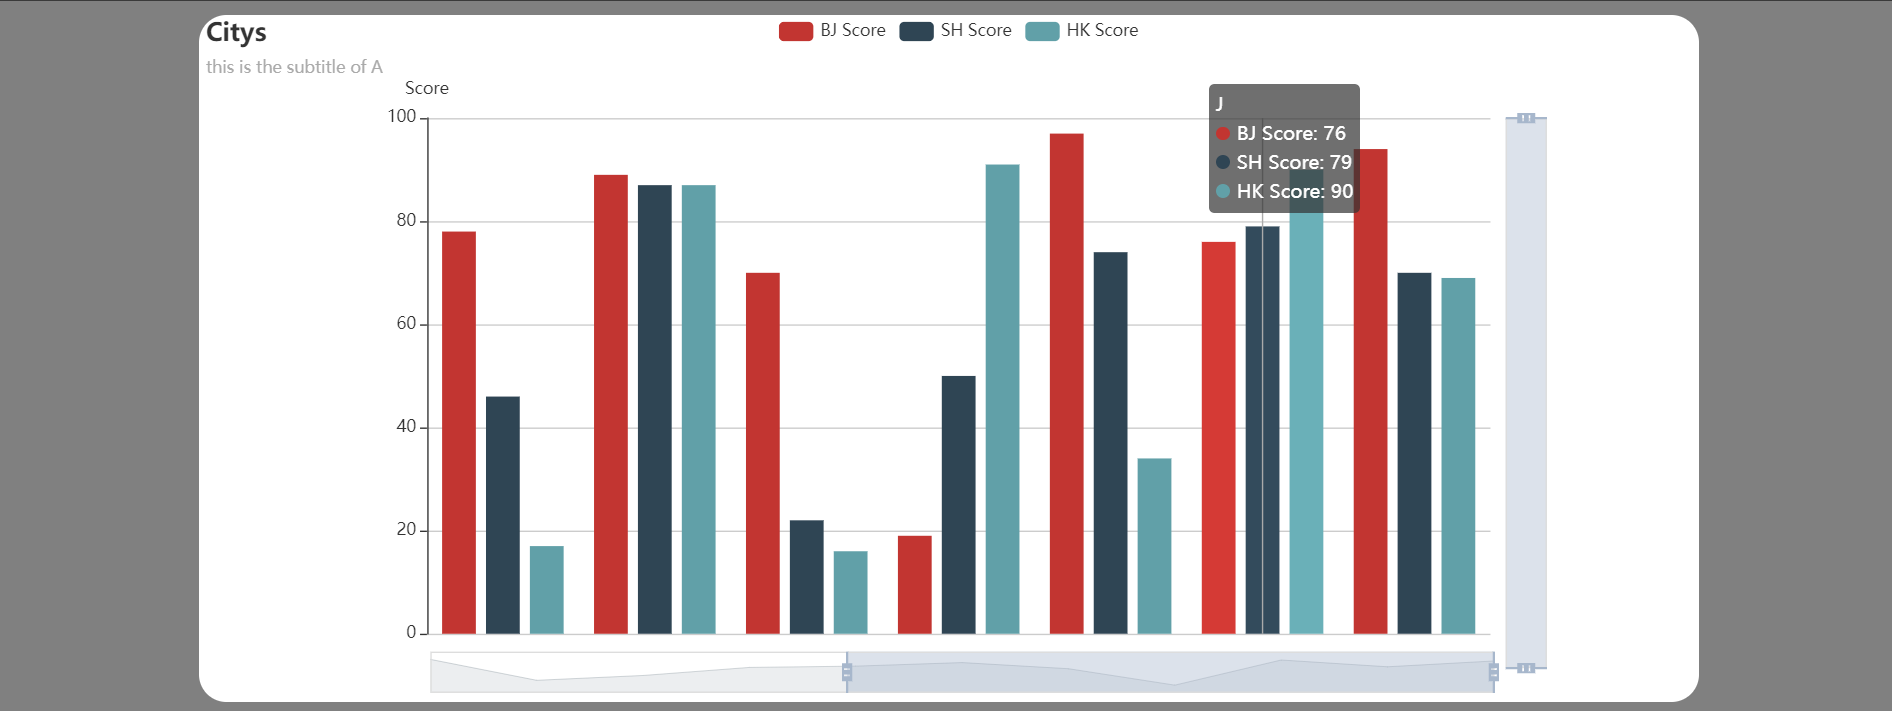 Citys
this is the subtitle of A
BJ Score SH Score HK Score
Score
100
80
60
40
20
0
J
BJ Score: 76
SH Score: 79
HK Score: 90